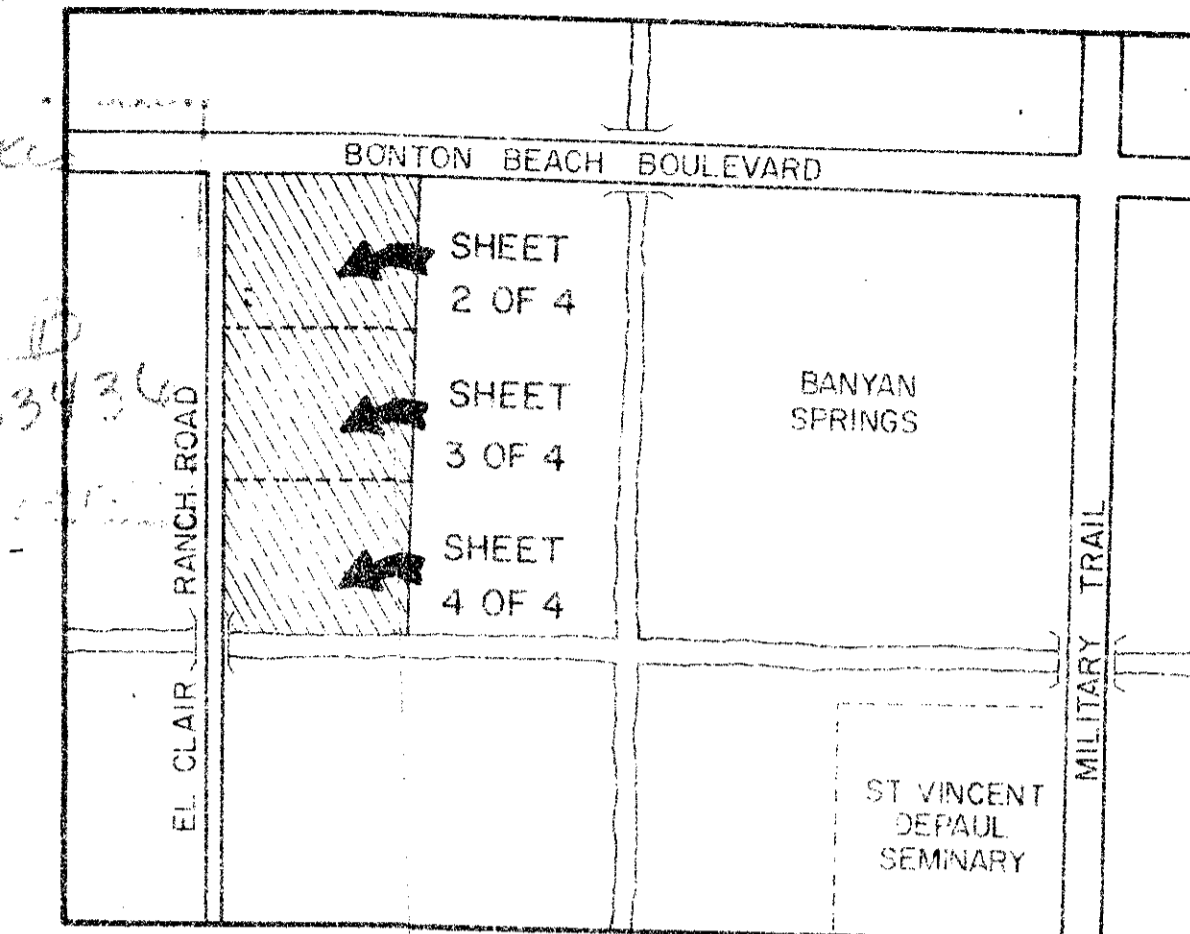 BONTON BEACH BOULEVARD
SHEET
2 OF 4
SHEET
3 OF 4
SHEET
4 OF 4
BANYAN
SPRINGS
EL CLAIR RANCH ROAD
MILITARY TRAIL
ST VINCENT
DEPAUL
SEMINARY